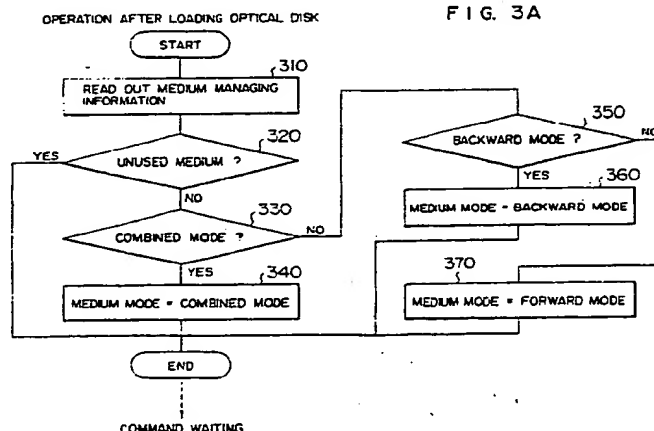 OPERATION AFTER LOADING OPTICAL DISK
FIG. 3A
START
310
READ OUT MEDIUM MANAGING
INFORMATION
320
YES
UNUSED MEDIUM ?
NO
330
COMBINED MODE ?
NO
YES
340
MEDIUM MODE = COMBINED MODE
END
COMMAND WAITING
350
BACKWARD MODE ?
NO
YES
360
MEDIUM MODE = BACKWARD MODE
370
MEDIUM MODE = FORWARD MODE